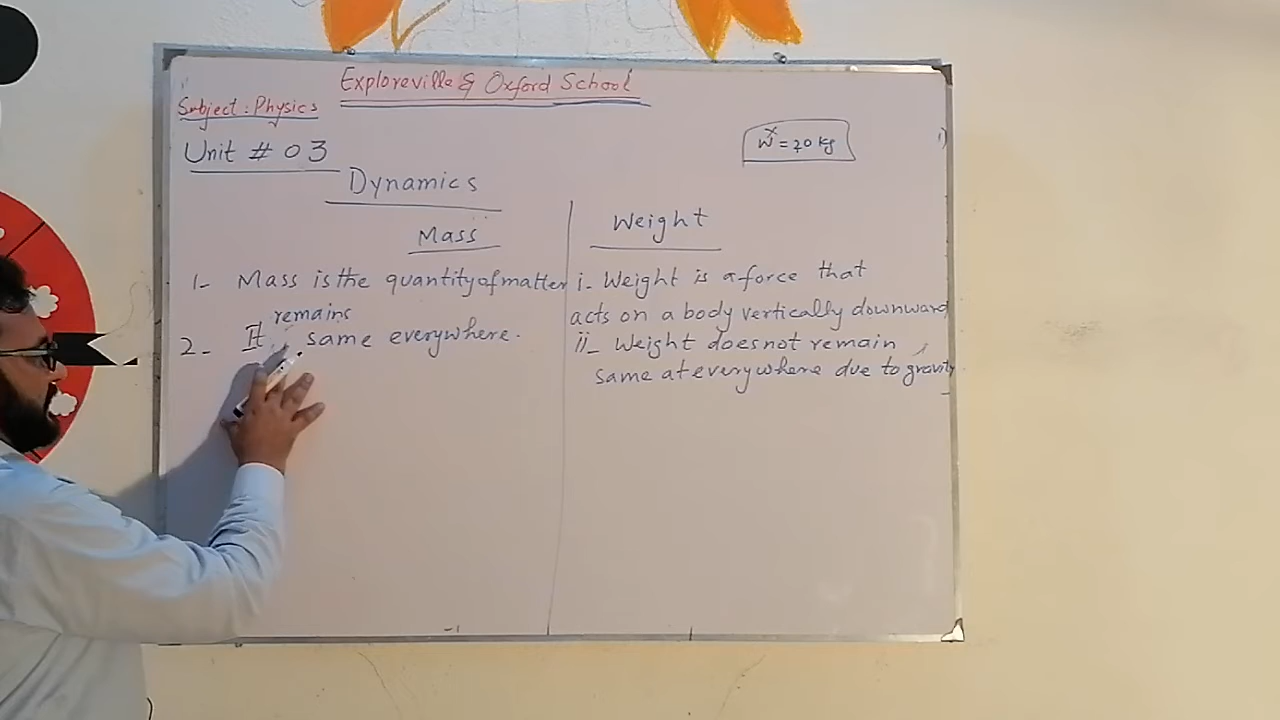 Exploreville & Oxford School
Subject: Physics
Unit # 03
w = 70 kg
x
1)
Dynamics
Mass
Weight
1- Mass is the quantity of matter
remains
2- It same everywhere.
i- Weight is a force that
acts on a body vertically downward
ii- Weight does not remain
same at everywhere due to gravity